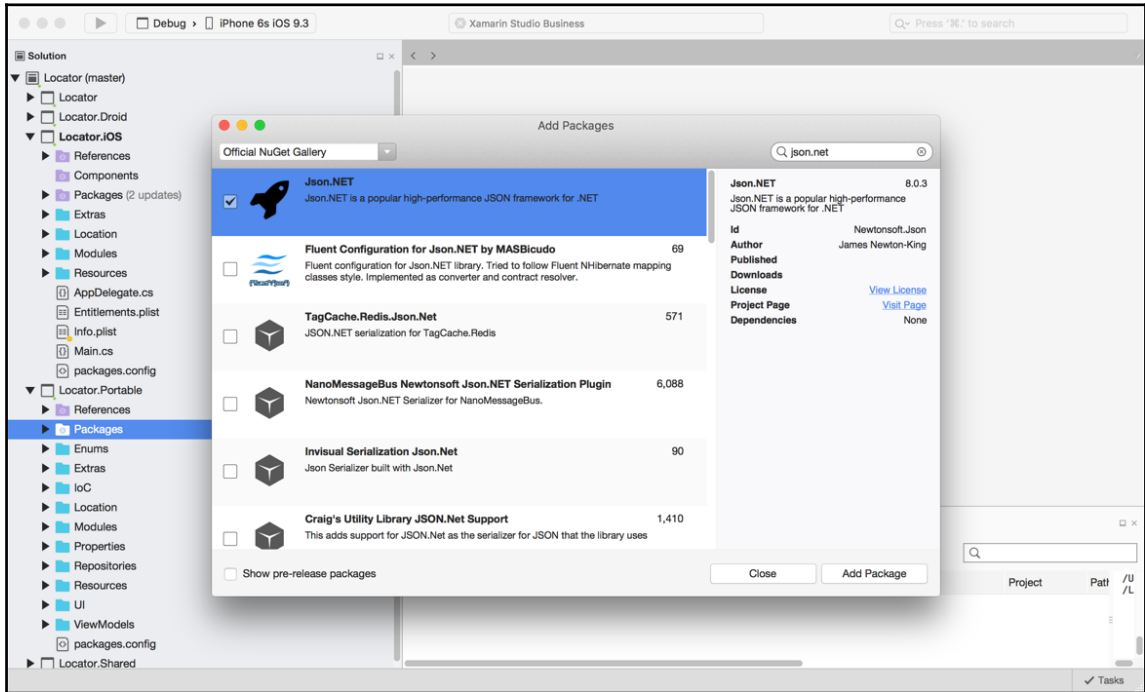 Debug › iPhone 6s iOS 9.3
Xamarin Studio Business
Press '⌘.' to search
Solution
Locator (master)
Locator
Locator.Droid
Locator.iOS
References
Components
Packages (2 updates)
Extras
Location
Modules
Resources
AppDelegate.cs
Entitlements.plist
Info.plist
Main.cs
packages.config
Locator.Portable
References
Packages
Enums
Extras
IoC
Location
Modules
Properties
Repositories
Resources
UI
ViewModels
packages.config
Locator.Shared
Add Packages
Official NuGet Gallery
json.net
Json.NET
Json.NET is a popular high-performance JSON framework for .NET
Fluent Configuration for Json.NET by MASBicudo 69
Fluent configuration for Json.NET library. Tried to follow Fluent NHibernate mapping
classes style. Implemented as converter and contract resolver.
TagCache.Redis.Json.Net 571
JSON.NET serialization for TagCache.Redis
NanoMessageBus Newtonsoft Json.NET Serialization Plugin 6,088
Newtonsoft Json.NET Serializer for NanoMessageBus.
Invisual Serialization Json.Net 90
Json Serializer built with Json.Net
Craig's Utility Library JSON.Net Support 1,410
This adds support for JSON.Net as the serializer for JSON that the library uses
Json.NET 8.0.3
Json.NET is a popular high-performance
JSON framework for .NET
Id Newtonsoft.Json
Author James Newton-King
Published
Downloads
License View License
Project Page Visit Page
Dependencies None
Show pre-release packages
Close
Add Package
Project
Path
/U
/L
Tasks